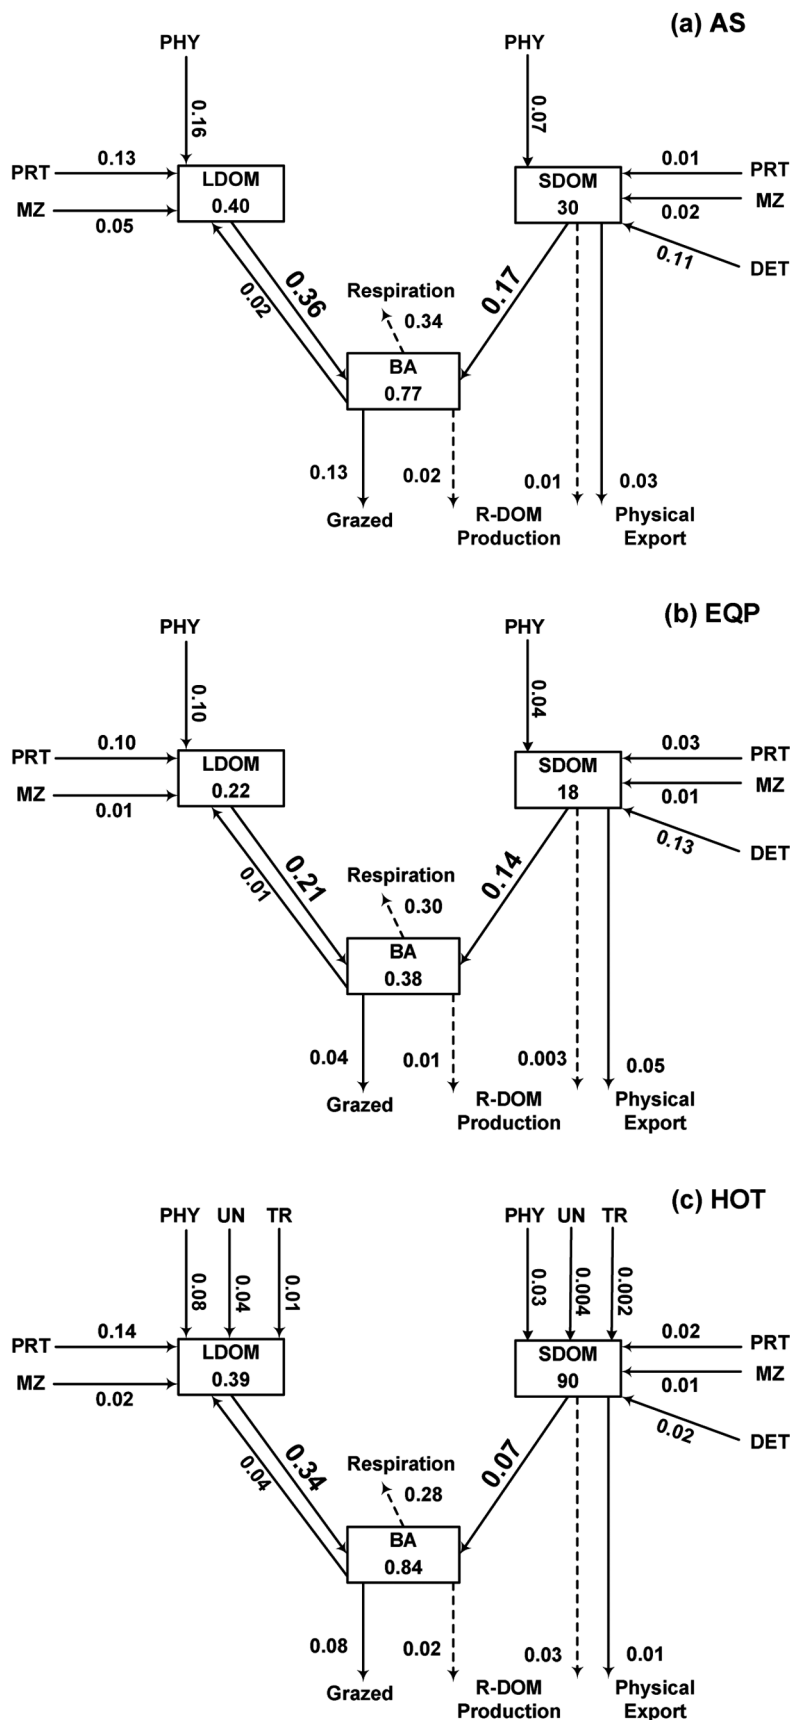 (a) AS
PHY
PHY
0.16
0.07
PRT
0.13
LDOM
0.40
MZ
0.05
SDOM
30
0.01
PRT
0.02
MZ
0.11
DET
0.02
0.36
0.17
Respiration
0.34
BA
0.77
0.13
0.02
0.01
0.03
Grazed
R-DOM
Production
Physical
Export
(b) EQP
PHY
PHY
0.10
0.04
PRT
0.10
LDOM
0.22
MZ
0.01
SDOM
18
0.03
PRT
0.01
MZ
0.13
DET
0.01
0.21
0.14
Respiration
0.30
BA
0.38
0.04
0.01
0.003
0.05
Grazed
R-DOM
Production
Physical
Export
(c) HOT
PHY UN TR
PHY UN TR
0.08
0.04
0.01
0.03
0.004
0.002
PRT
0.14
LDOM
0.39
MZ
0.02
SDOM
90
0.02
PRT
0.01
MZ
0.02
DET
0.04
0.34
0.07
Respiration
0.28
BA
0.84
0.08
0.02
0.03
0.01
Grazed
R-DOM
Production
Physical
Export